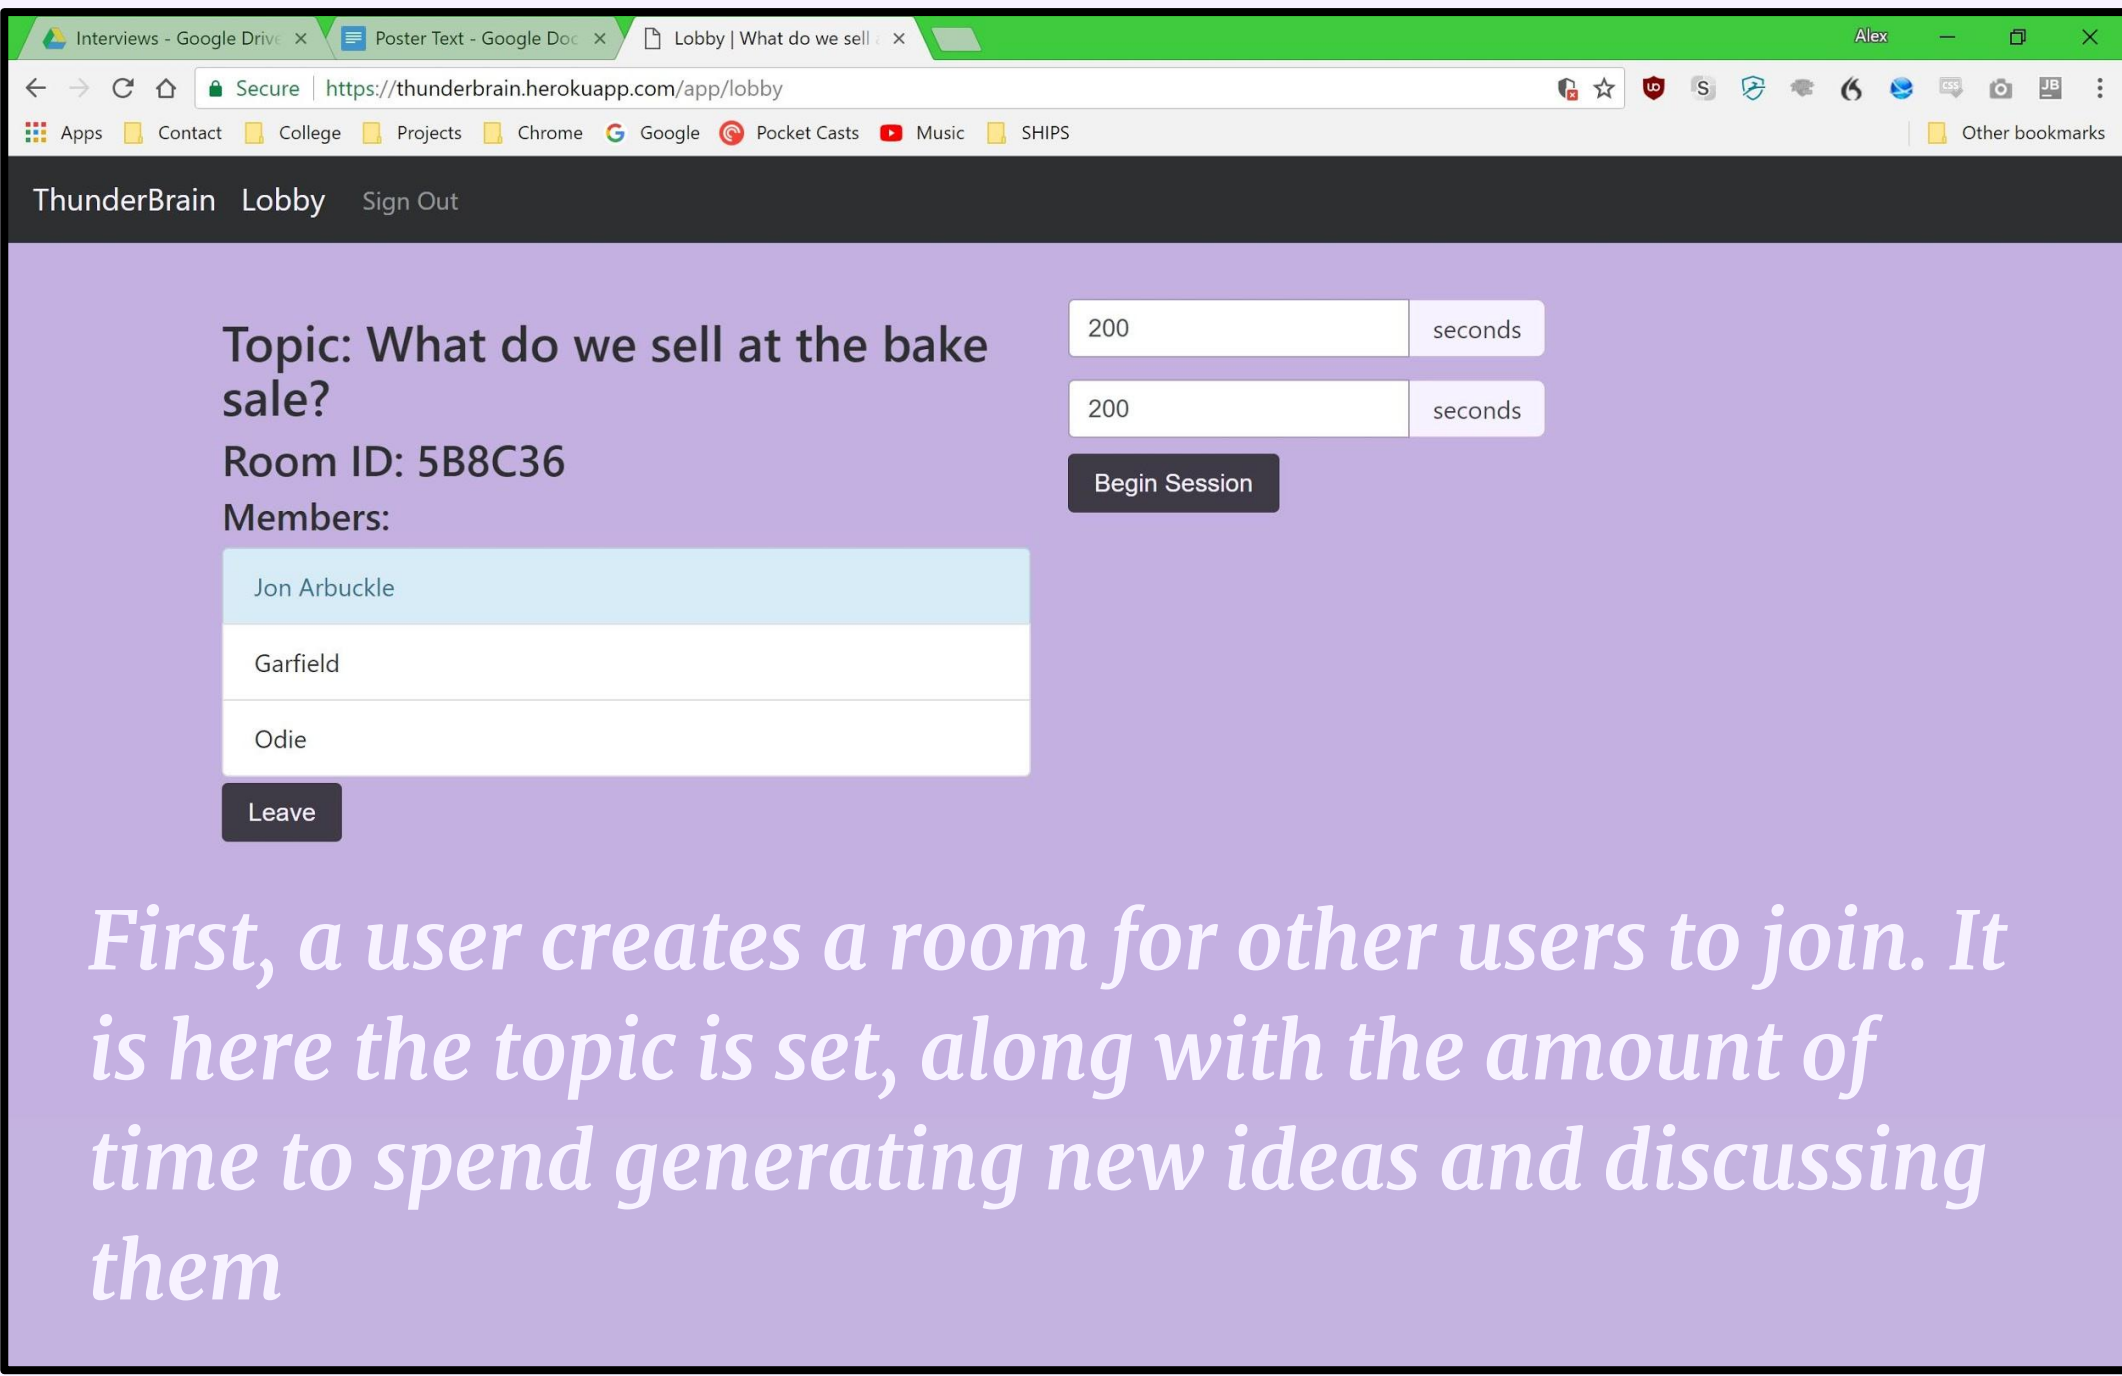 Interviews - Google Drive
Poster Text - Google Doc
Lobby | What do we sell a
Alex
Secure
https://thunderbrain.herokuapp.com/app/lobby
Apps Contact College Projects Chrome Google Pocket Casts Music SHIPS Other bookmarks
ThunderBrain Lobby Sign Out
Topic: What do we sell at the bake
sale?
Room ID: 5B8C36
Members:
Jon Arbuckle
Garfield
Odie
Leave
200 seconds
200 seconds
Begin Session
First, a user creates a room for other users to join. It
is here the topic is set, along with the amount of
time to spend generating new ideas and discussing
them